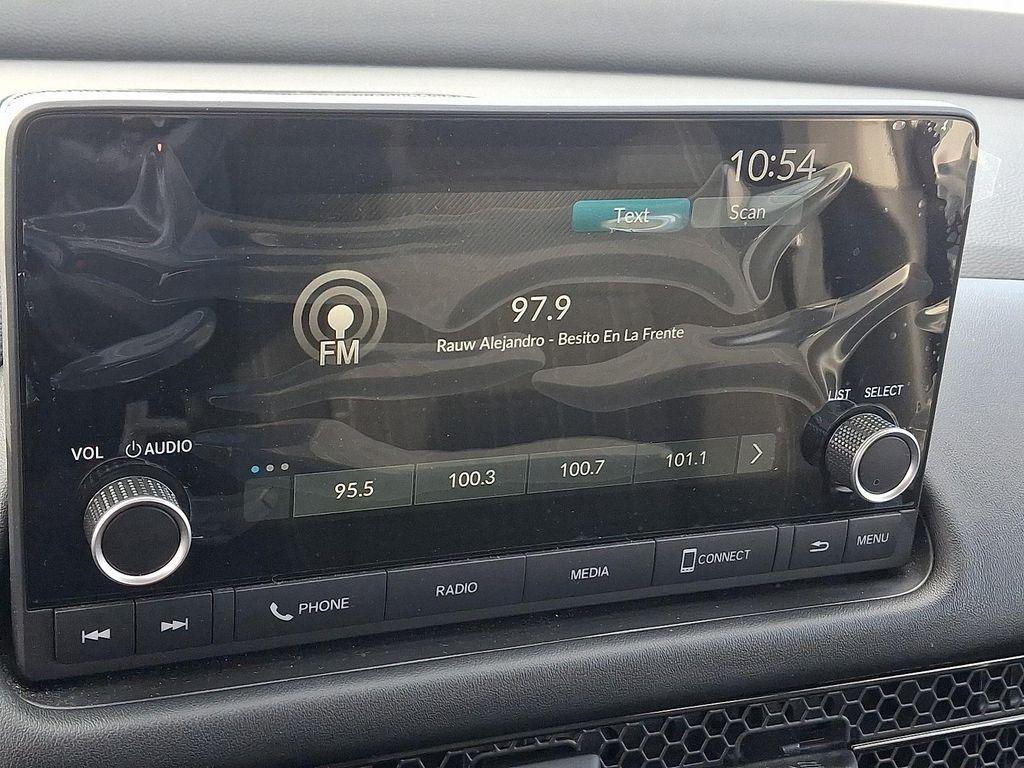 10:54
Text Scan
97.9
FM
Rauw Alejandro - Besito En La Frente
LIST SELECT
VOL AUDIO
95.5 100.3 100.7 101.1
PHONE RADIO MEDIA CONNECT MENU